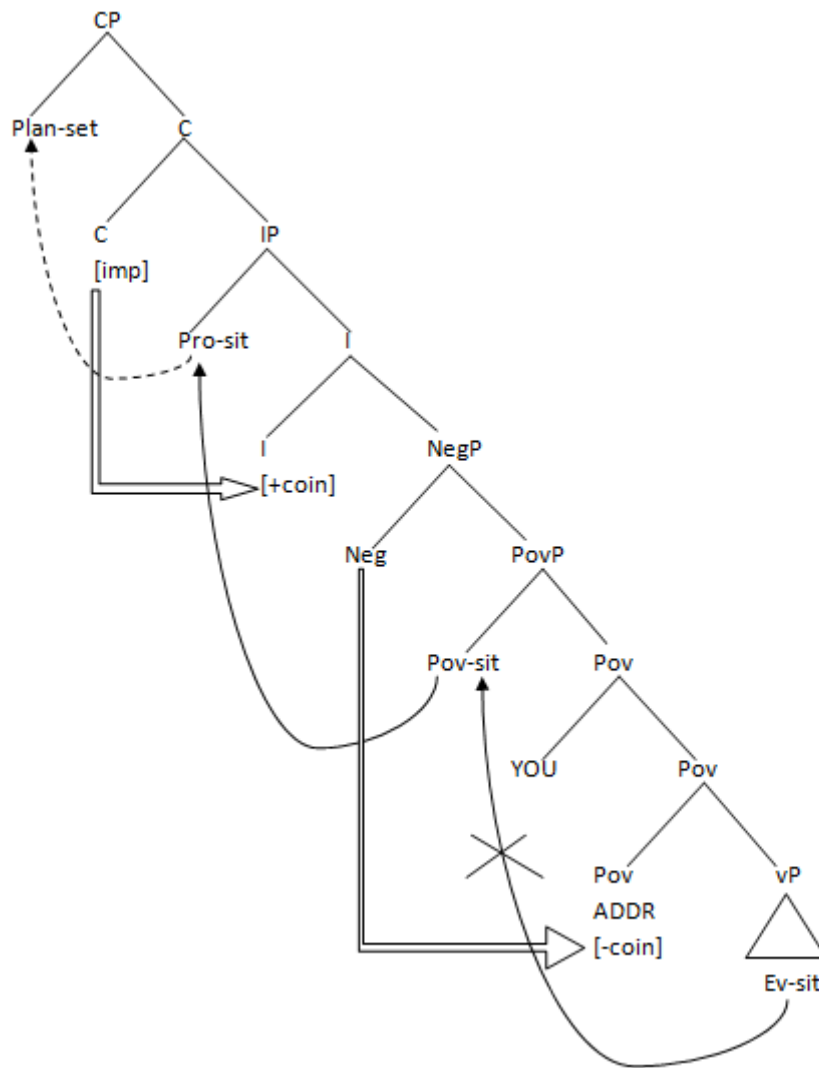 CP
Plan-set C
C IP
[imp]
Pro-sit I
I NegP
[+coin]
Neg PovP
Pov-sit Pov
YOU Pov
Pov vP
ADDR
[-coin]
Ev-sit